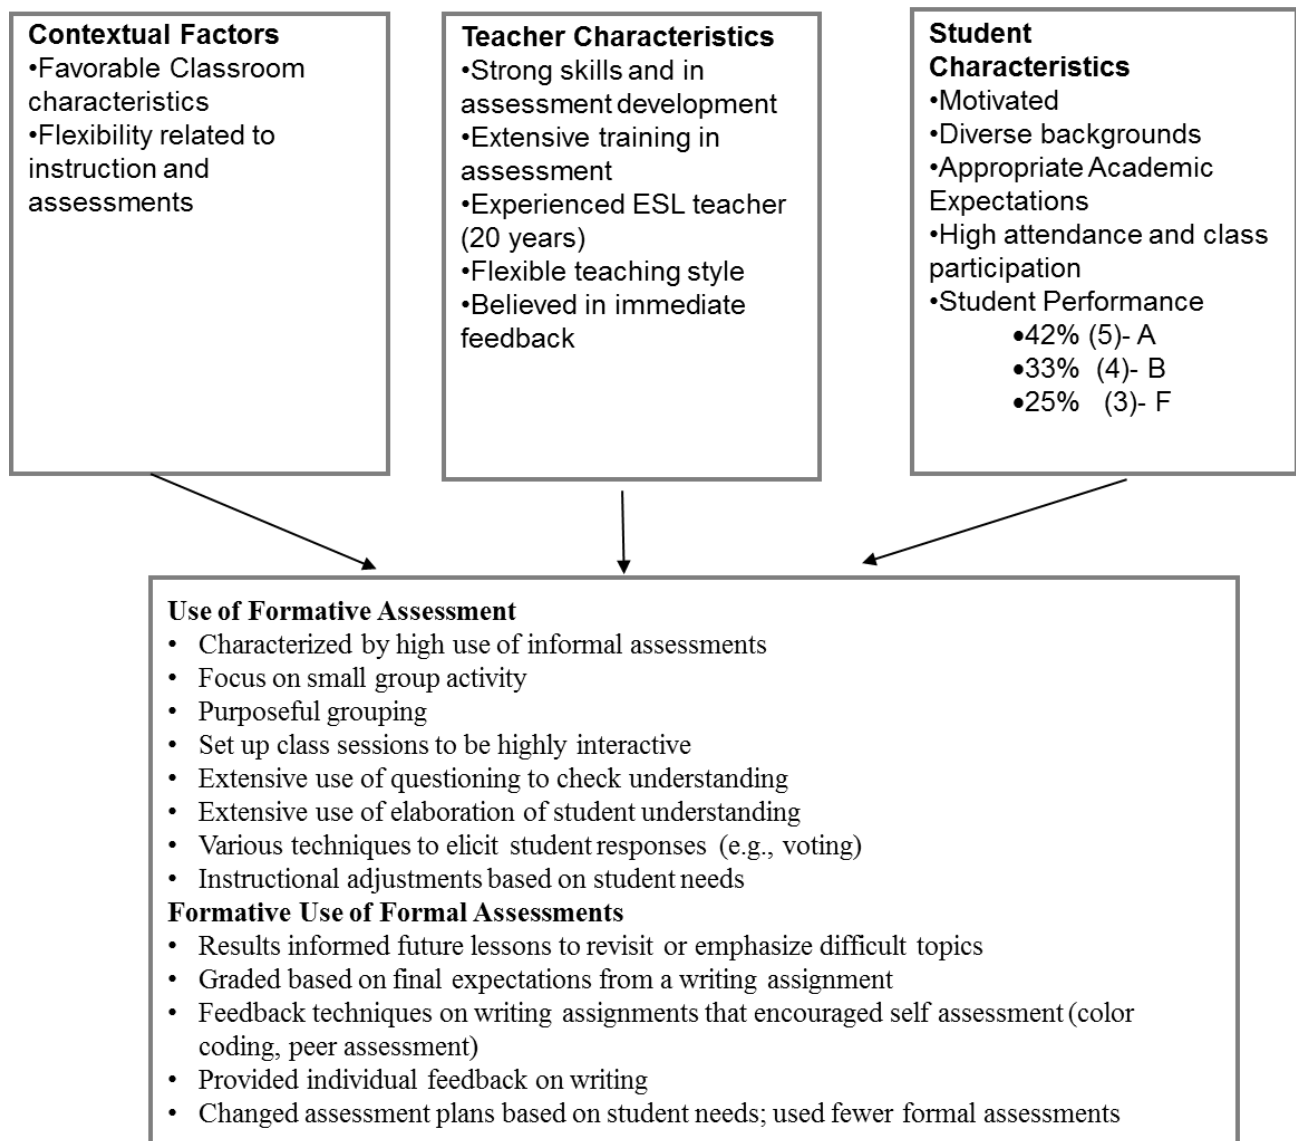 Contextual Factors
•Favorable Classroom
characteristics
•Flexibility related to
instruction and
assessments
Teacher Characteristics
•Strong skills and in
assessment development
•Extensive training in
assessment
•Experienced ESL teacher
(20 years)
•Flexible teaching style
•Believed in immediate
feedback
Student
Characteristics
•Motivated
•Diverse backgrounds
•Appropriate Academic
Expectations
•High attendance and class
participation
•Student Performance
•42% (5)- A
•33% (4)- B
•25% (3)- F
Use of Formative Assessment
• Characterized by high use of informal assessments
• Focus on small group activity
• Purposeful grouping
• Set up class sessions to be highly interactive
• Extensive use of questioning to check understanding
• Extensive use of elaboration of student understanding
• Various techniques to elicit student responses (e.g., voting)
• Instructional adjustments based on student needs
Formative Use of Formal Assessments
• Results informed future lessons to revisit or emphasize difficult topics
• Graded based on final expectations from a writing assignment
• Feedback techniques on writing assignments that encouraged self assessment (color
coding, peer assessment)
• Provided individual feedback on writing
• Changed assessment plans based on student needs; used fewer formal assessments